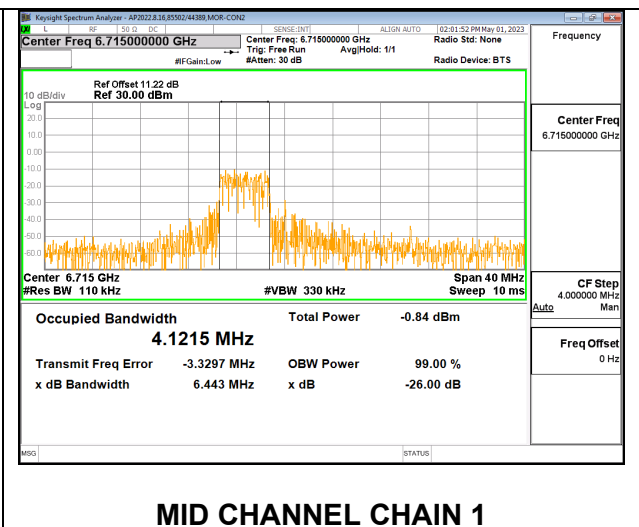 Keysight Spectrum Analyzer - AP2022.8.16,85502/44389,MOR-CON2
L RF 50 Ω DC SENSE:INT ALIGN AUTO 02:01:52 PM May 01, 2023
Center Freq 6.715000000 GHz
Center Freq: 6.715000000 GHz Radio Std: None
Trig: Free Run Avg|Hold: 1/1
#IFGain:Low #Atten: 30 dB Radio Device: BTS
Frequency
Ref Offset 11.22 dB
10 dB/div Ref 30.00 dBm
Log
20.0
10.0
0.00
-10.0
-20.0
-30.0
-40.0
-50.0
-60.0
Center Freq
6.715000000 GHz
Center 6.715 GHz Span 40 MHz
#Res BW 110 kHz #VBW 330 kHz Sweep 10 ms
CF Step
4.000000 MHz
Auto Man
Occupied Bandwidth Total Power -0.84 dBm
4.1215 MHz
Freq Offset
0 Hz
Transmit Freq Error -3.3297 MHz OBW Power 99.00 %
x dB Bandwidth 6.443 MHz x dB -26.00 dB
MSG STATUS
MID CHANNEL CHAIN 1